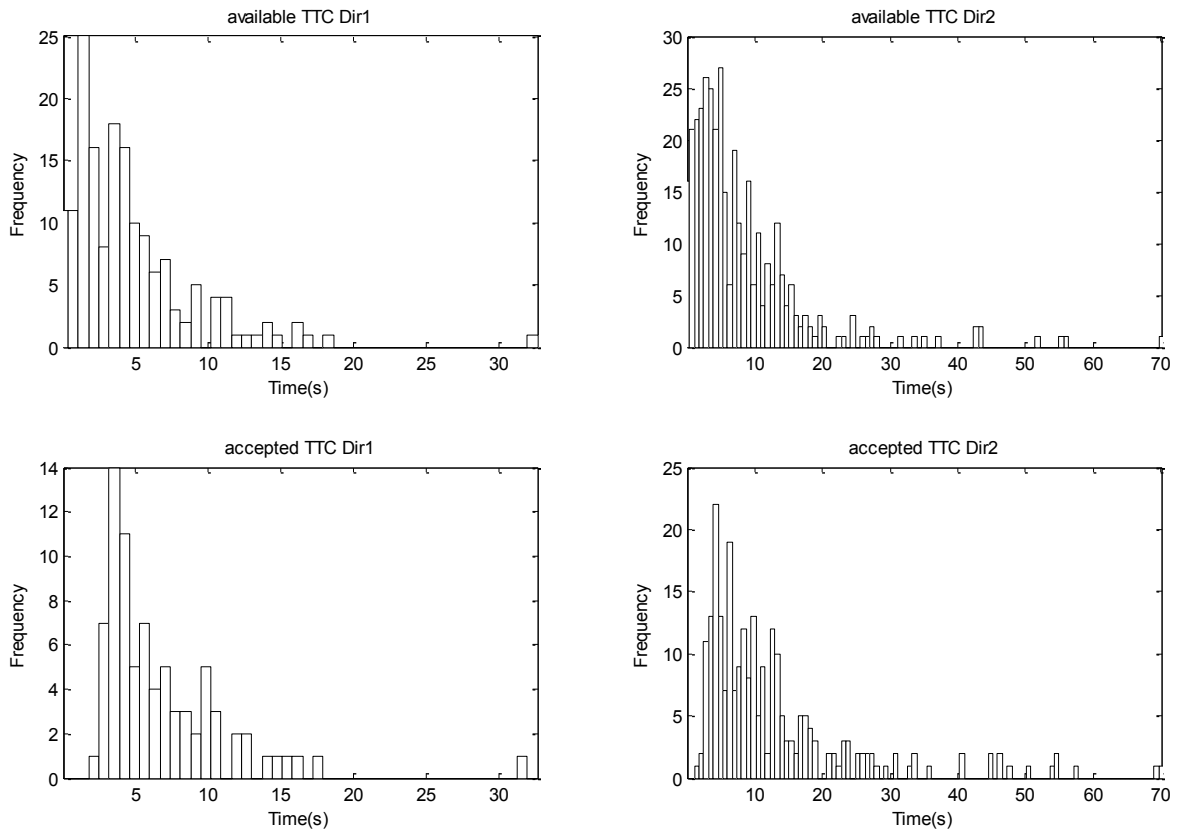 available TTC Dir1
25
20
15
10
5
0
Frequency
5 10 15 20 25 30
Time(s)
available TTC Dir2
30
25
20
15
10
5
0
Frequency
10 20 30 40 50 60 70
Time(s)
accepted TTC Dir1
14
12
10
8
6
4
2
0
Frequency
5 10 15 20 25 30
Time(s)
accepted TTC Dir2
25
20
15
10
5
0
Frequency
10 20 30 40 50 60 70
Time(s)